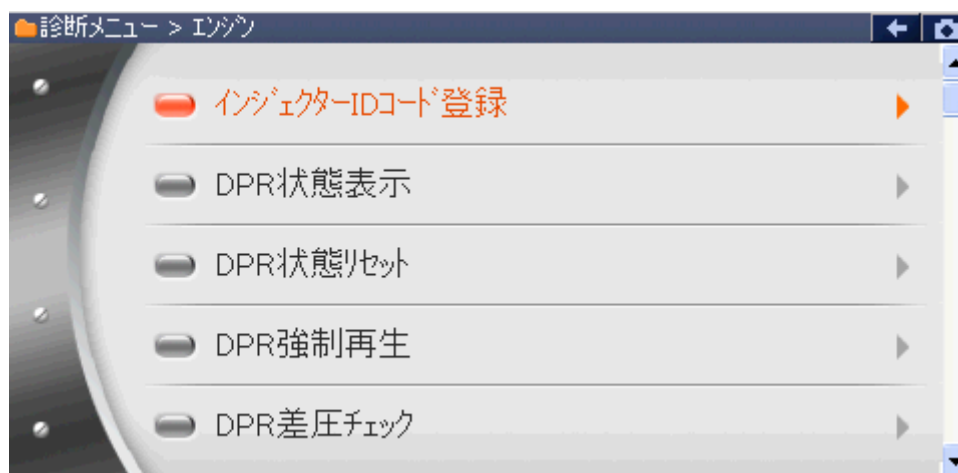 診断メニュー > エンジン
インジェクターIDコード登録
DPR状態表示
DPR状態リセット
DPR強制再生
DPR差圧チェック